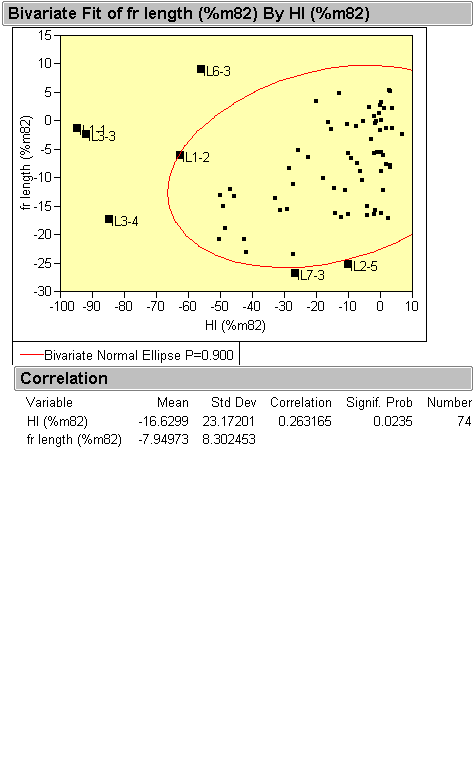 Bivariate Fit of fr length (%m82) By HI (%m82)
15
10
5
0
-5
-10
-15
-20
-25
-30
fr length (%m82)
L6-3
L1-1
L3-3
L1-2
L3-4
L2-5
L7-3
-100 -90 -80 -70 -60 -50 -40 -30 -20 -10 0 10
HI (%m82)
Bivariate Normal Ellipse P=0.900
Correlation
Variable Mean Std Dev Correlation Signif. Prob Number
HI (%m82) -16.6299 23.17201 0.263165 0.0235 74
fr length (%m82) -7.94973 8.302453